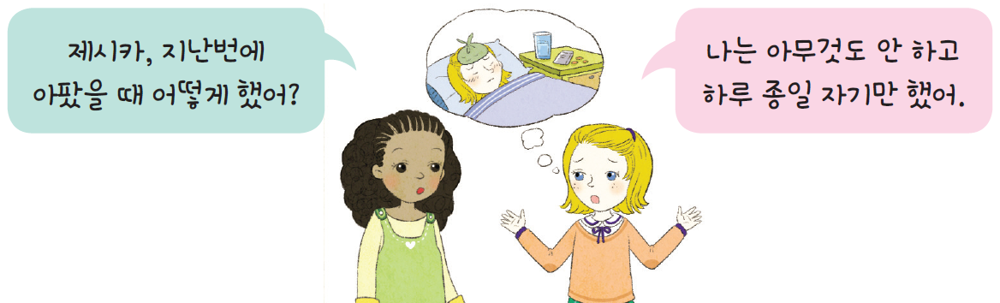 제시카, 지난번에
아팠을 때 어떻게 했어?
나는 아무것도 안 하고
하루 종일 자기만 했어.